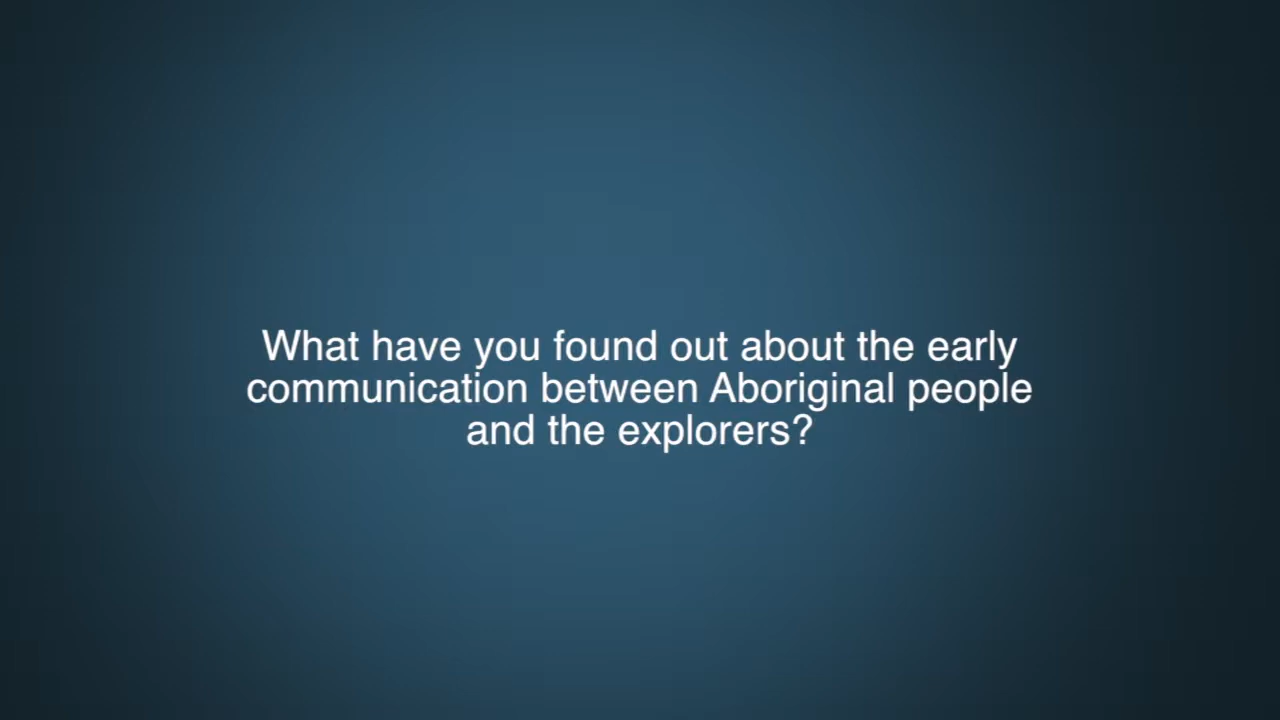 What have you found out about the early
communication between Aboriginal people
and the explorers?